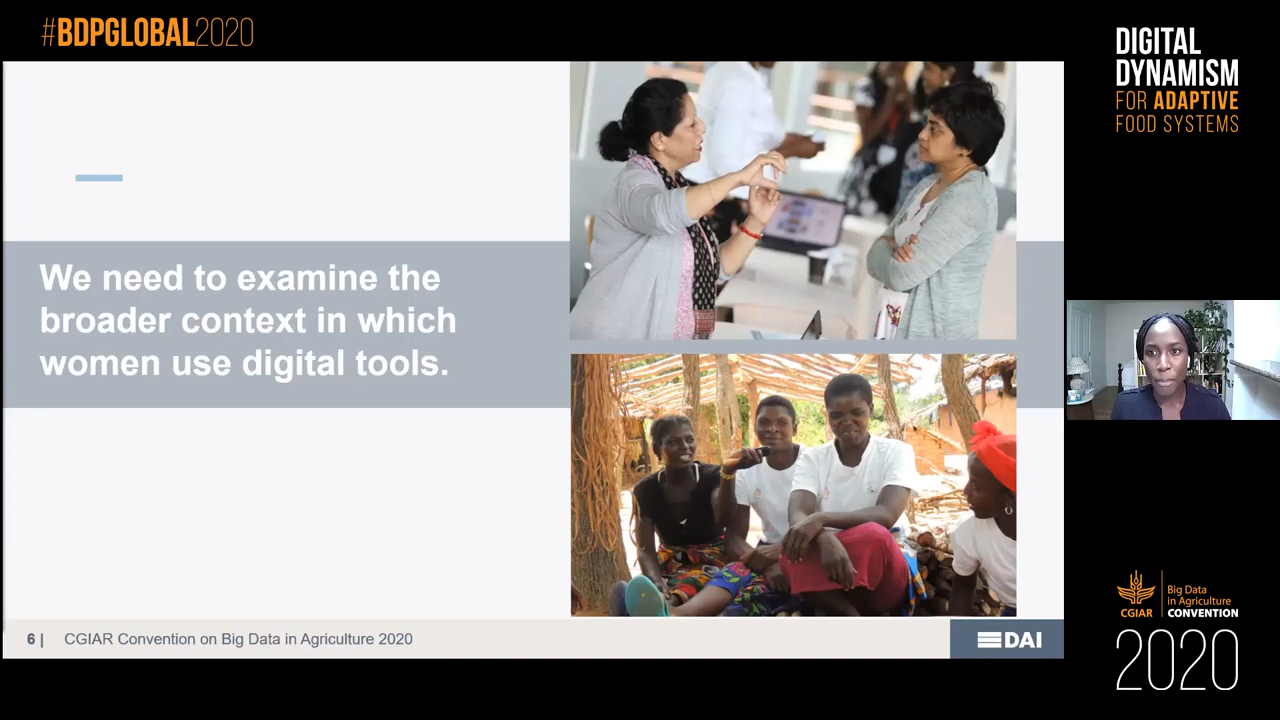 #BDPGLOBAL2020
DIGITAL
DYNAMISM
FOR ADAPTIVE
FOOD SYSTEMS
We need to examine the
broader context in which
women use digital tools.
6 | CGIAR Convention on Big Data in Agriculture 2020
DAI
CGIAR
Big Data
in Agriculture
CONVENTION
2020